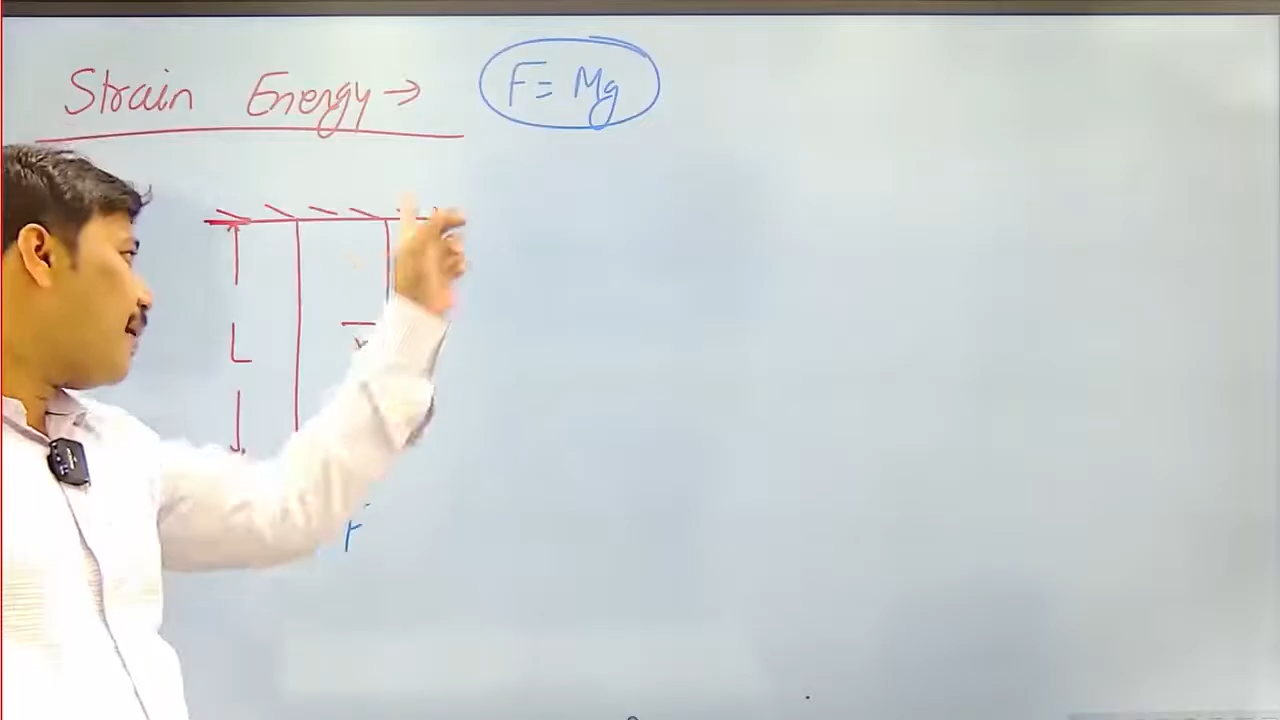 Strain Energy → F = Mg
L
F